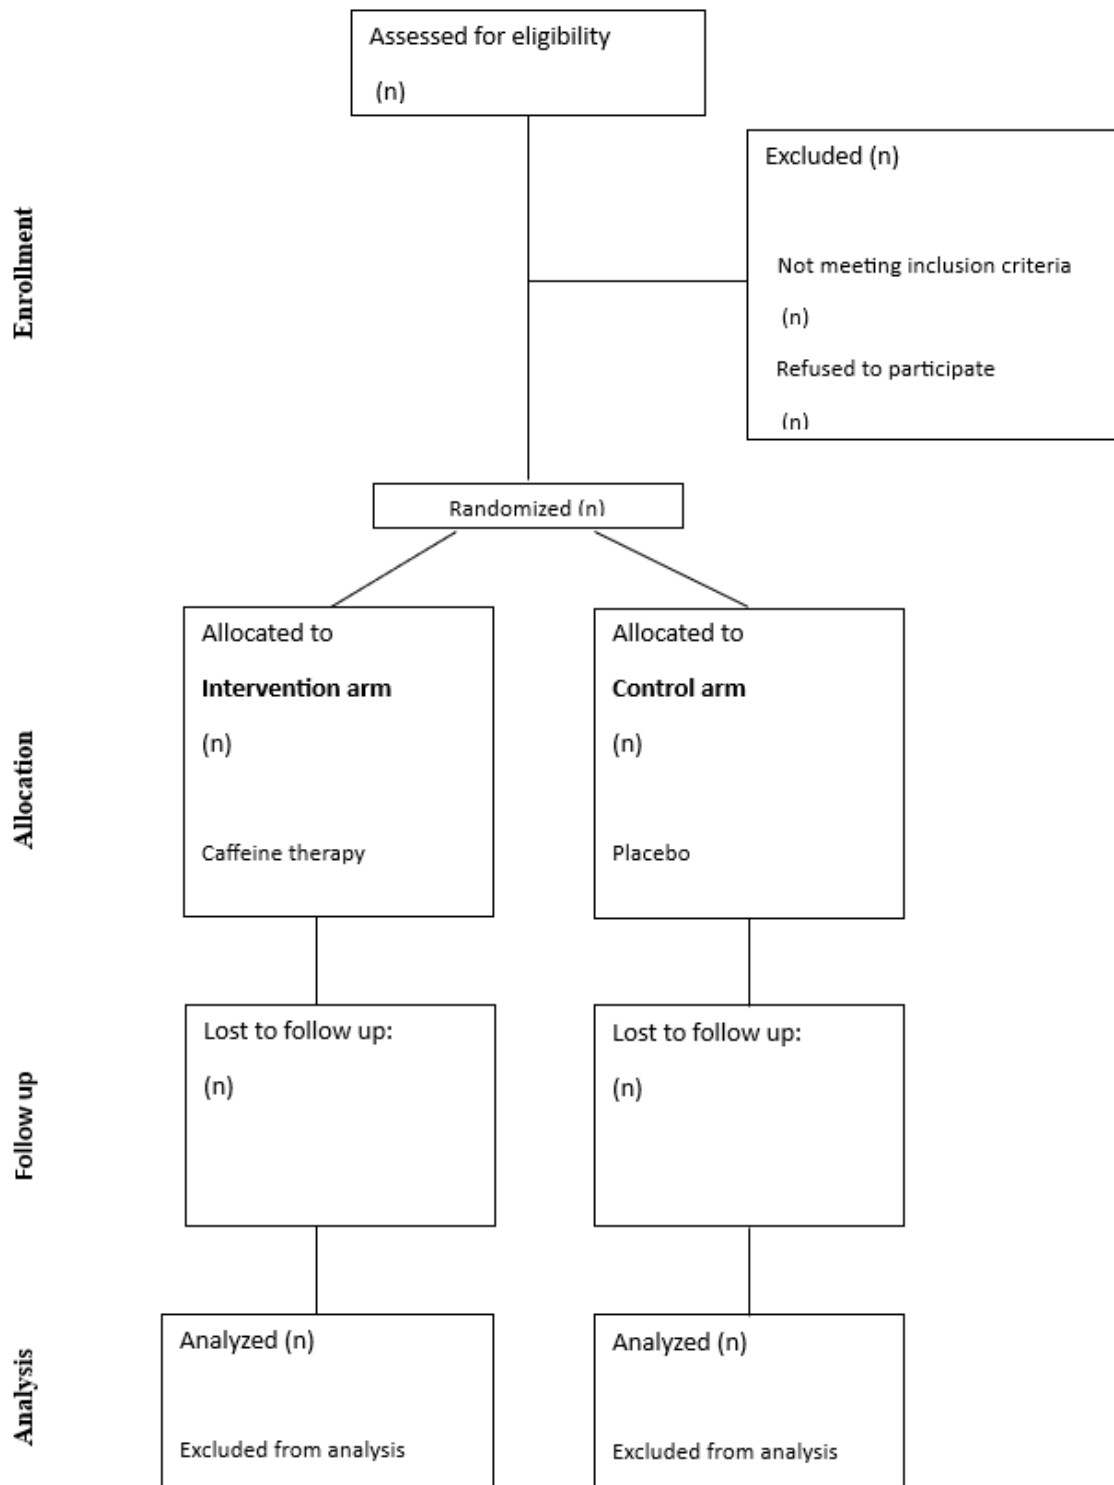 Assessed for eligibility
(n)
Enrollment
Excluded (n)
Not meeting inclusion criteria
(n)
Refused to participate
(n)
Randomized (n)
Allocation
Allocated to
Intervention arm
(n)
Caffeine therapy
Allocated to
Control arm
(n)
Placebo
Follow up
Lost to follow up:
(n)
Lost to follow up:
(n)
Analysis
Analyzed (n)
Excluded from analysis
Analyzed (n)
Excluded from analysis